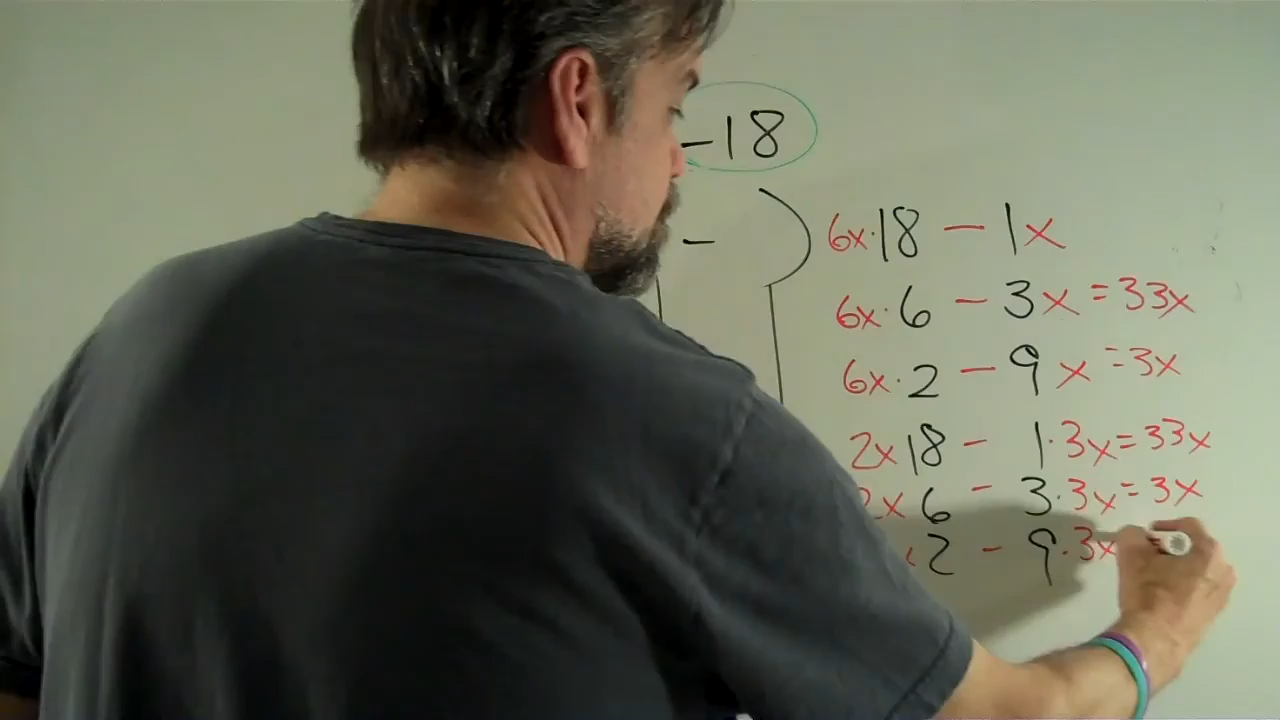 -18
- )
6x·18 - 1x
6x·6 - 3x = 33x
6x·2 - 9x = 3x
2x 18 - 1·3x = 33x
2x 6 - 3·3x = 3x
2 - 9·3x